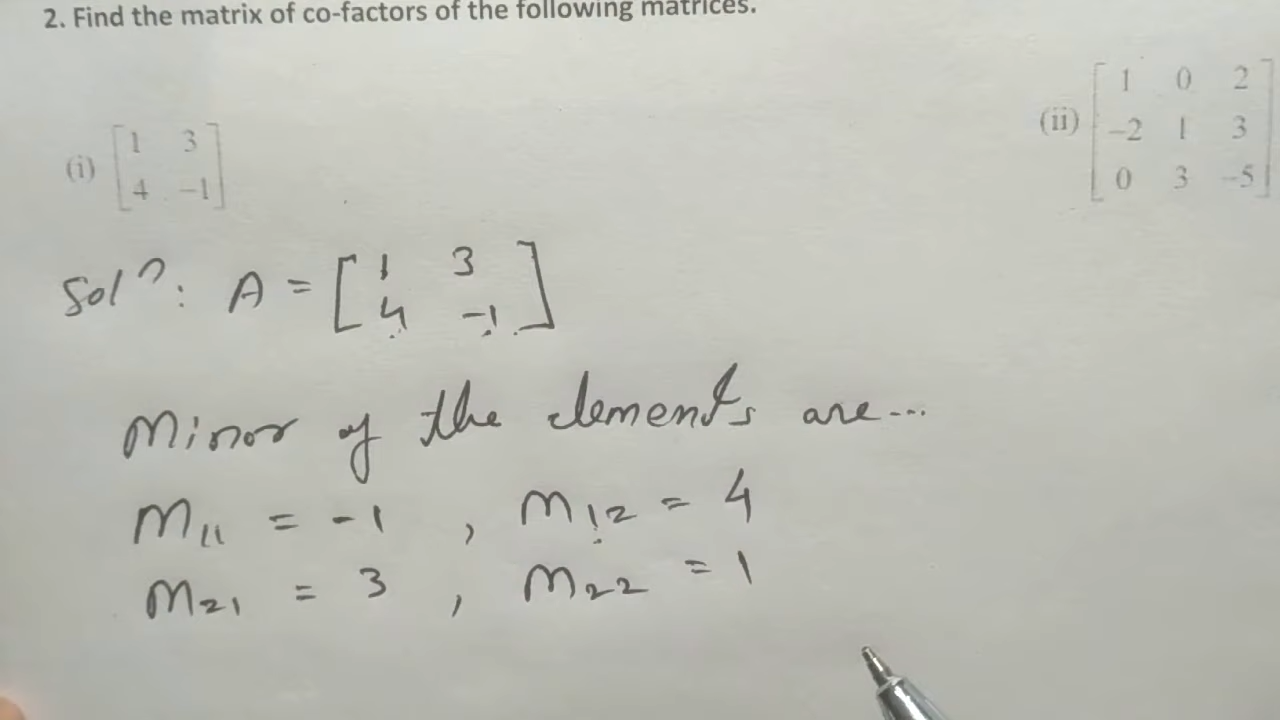 2. Find the matrix of co-factors of the following matrices.
(i) [1 3
4 -1]
(ii) [1 0 2
-2 1 3
0 3 -5]
Solⁿ: A = [1 3
4 -1]
Minor of the elements are...
M₁₁ = -1 , M₁₂ = 4
M₂₁ = 3 , M₂₂ = 1